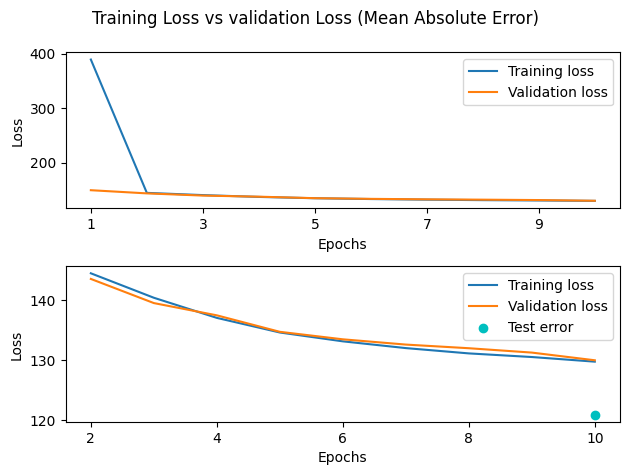 Training Loss vs validation Loss (Mean Absolute Error)
400
300
200
Loss
Training loss
Validation loss
1 3 5 7 9
Epochs
140
130
120
Loss
Training loss
Validation loss
Test error
2 4 6 8 10
Epochs